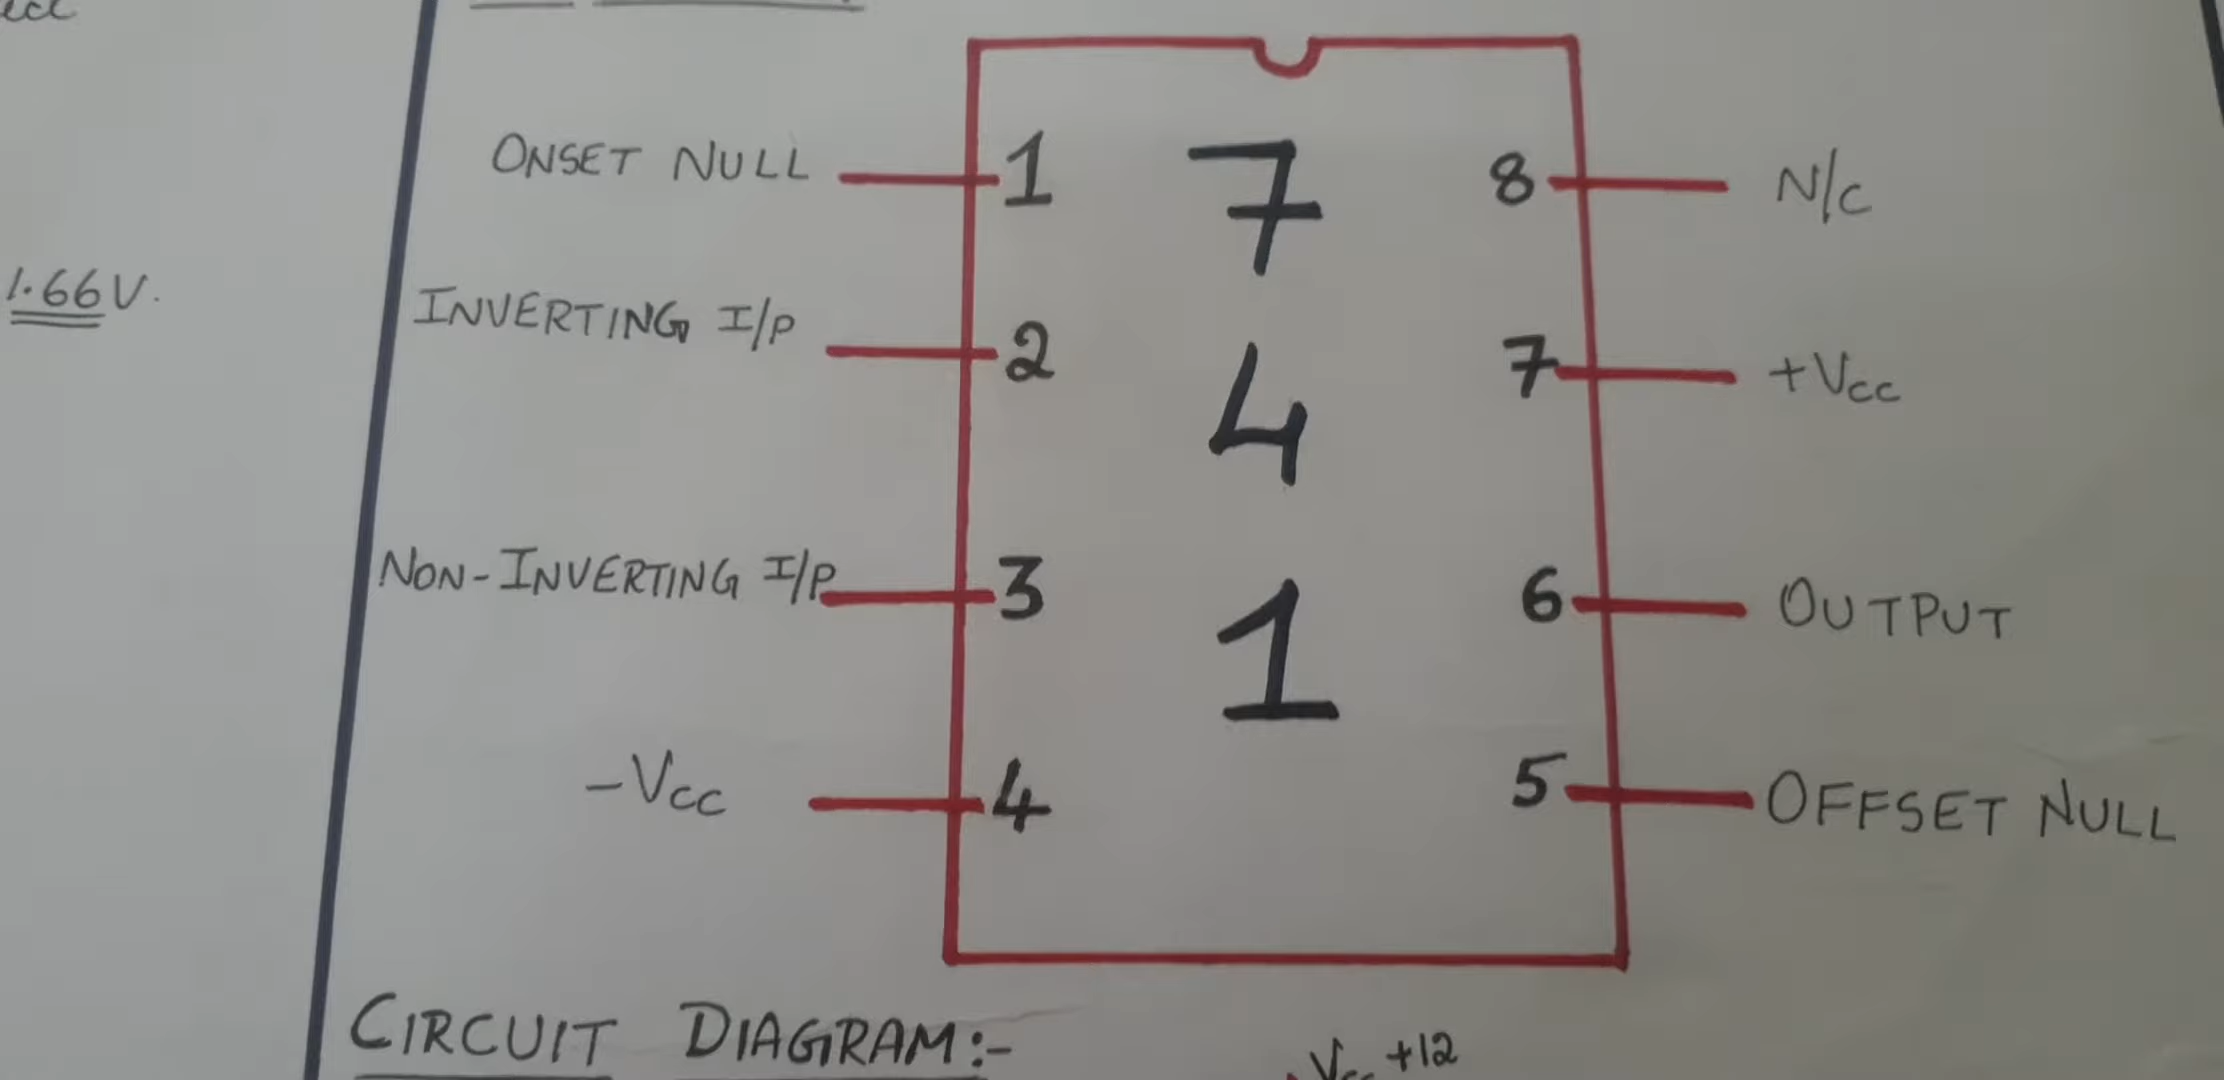 1.66V.
ONSET NULL
1
INVERTING I/P
2
NON-INVERTING I/P
3
-Vcc
4
7
4
1
8
N/C
7
+Vcc
6
OUTPUT
5
OFFSET NULL
CIRCUIT DIAGRAM:-
Vcc +12